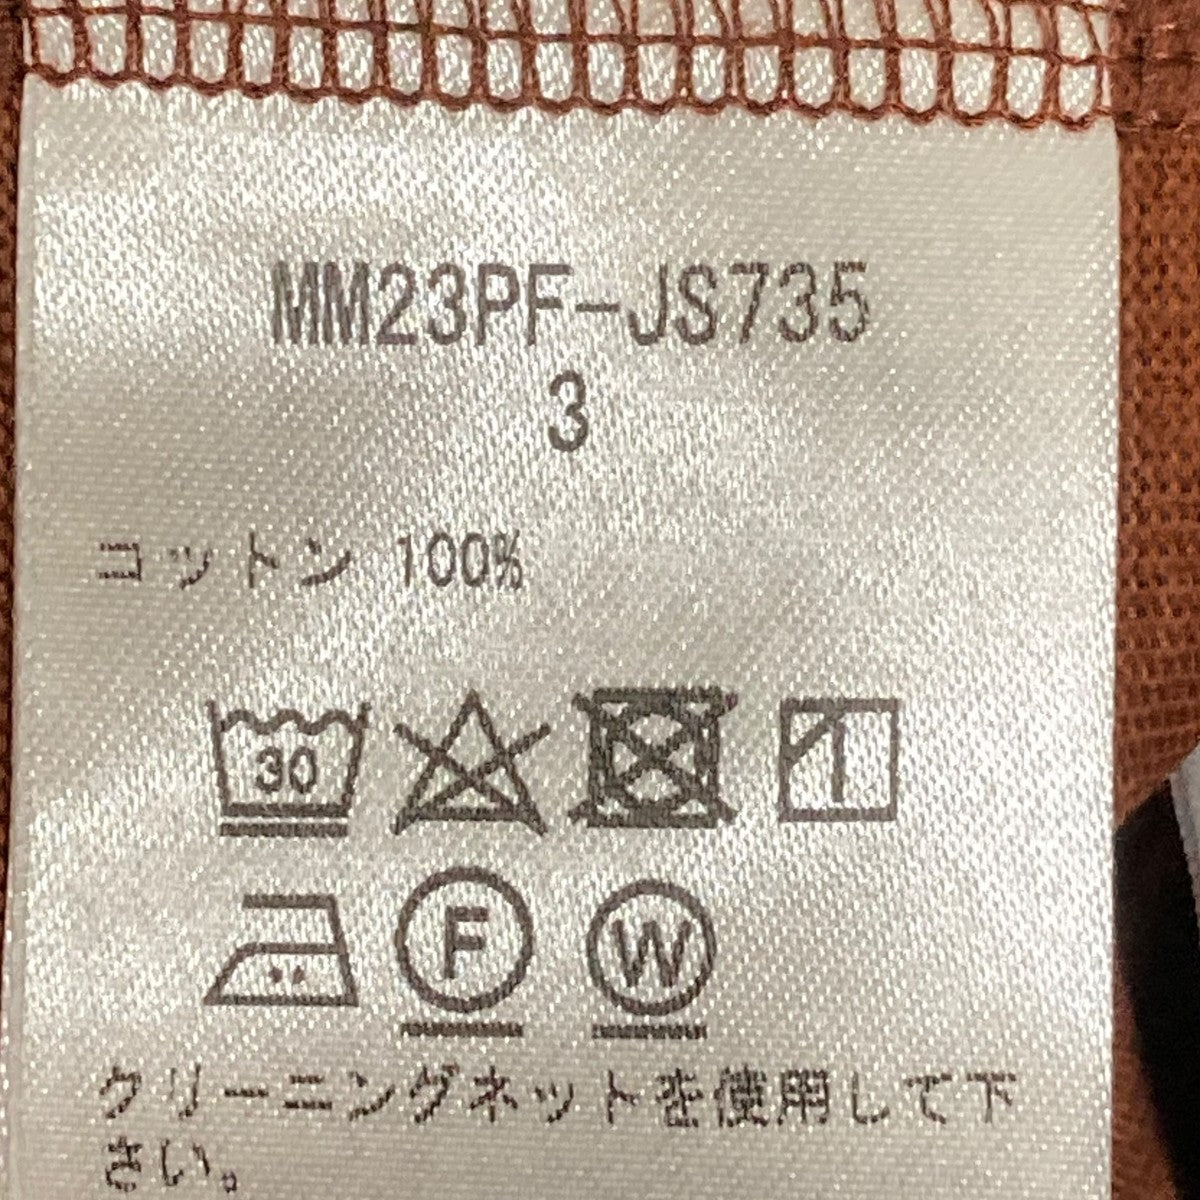 MM23PF-JS735
3
コットン 100%
30
F W
クリーニングネットを使用して下
さい。